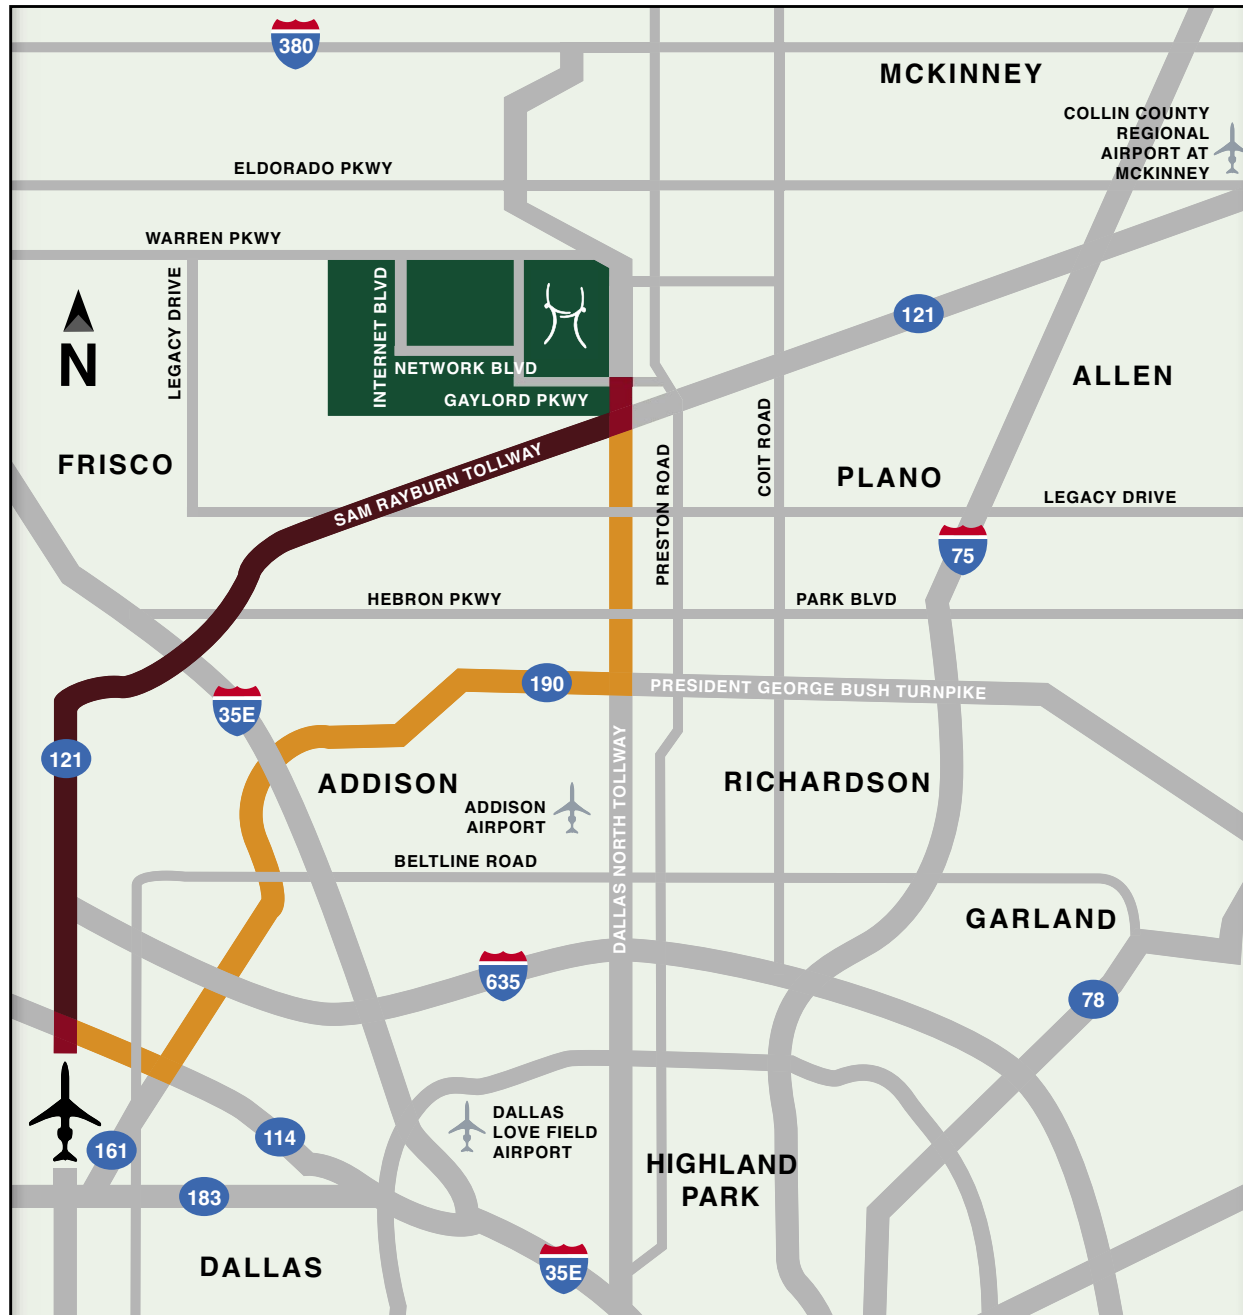 380
MCKINNEY
COLLIN COUNTY
REGIONAL
AIRPORT AT
MCKINNEY
ELDORADO PKWY
WARREN PKWY
LEGACY DRIVE
INTERNET BLVD
N
121
NETWORK BLVD
GAYLORD PKWY
ALLEN
FRISCO
SAM RAYBURN TOLLWAY
PRESTON ROAD
COIT ROAD
PLANO
LEGACY DRIVE
75
HEBRON PKWY
PARK BLVD
190
PRESIDENT GEORGE BUSH TURNPIKE
35E
121
ADDISON
RICHARDSON
ADDISON
AIRPORT
DALLAS NORTH TOLLWAY
BELTLINE ROAD
GARLAND
635
78
DALLAS
LOVE FIELD
AIRPORT
161
114
HIGHLAND
PARK
183
DALLAS
35E